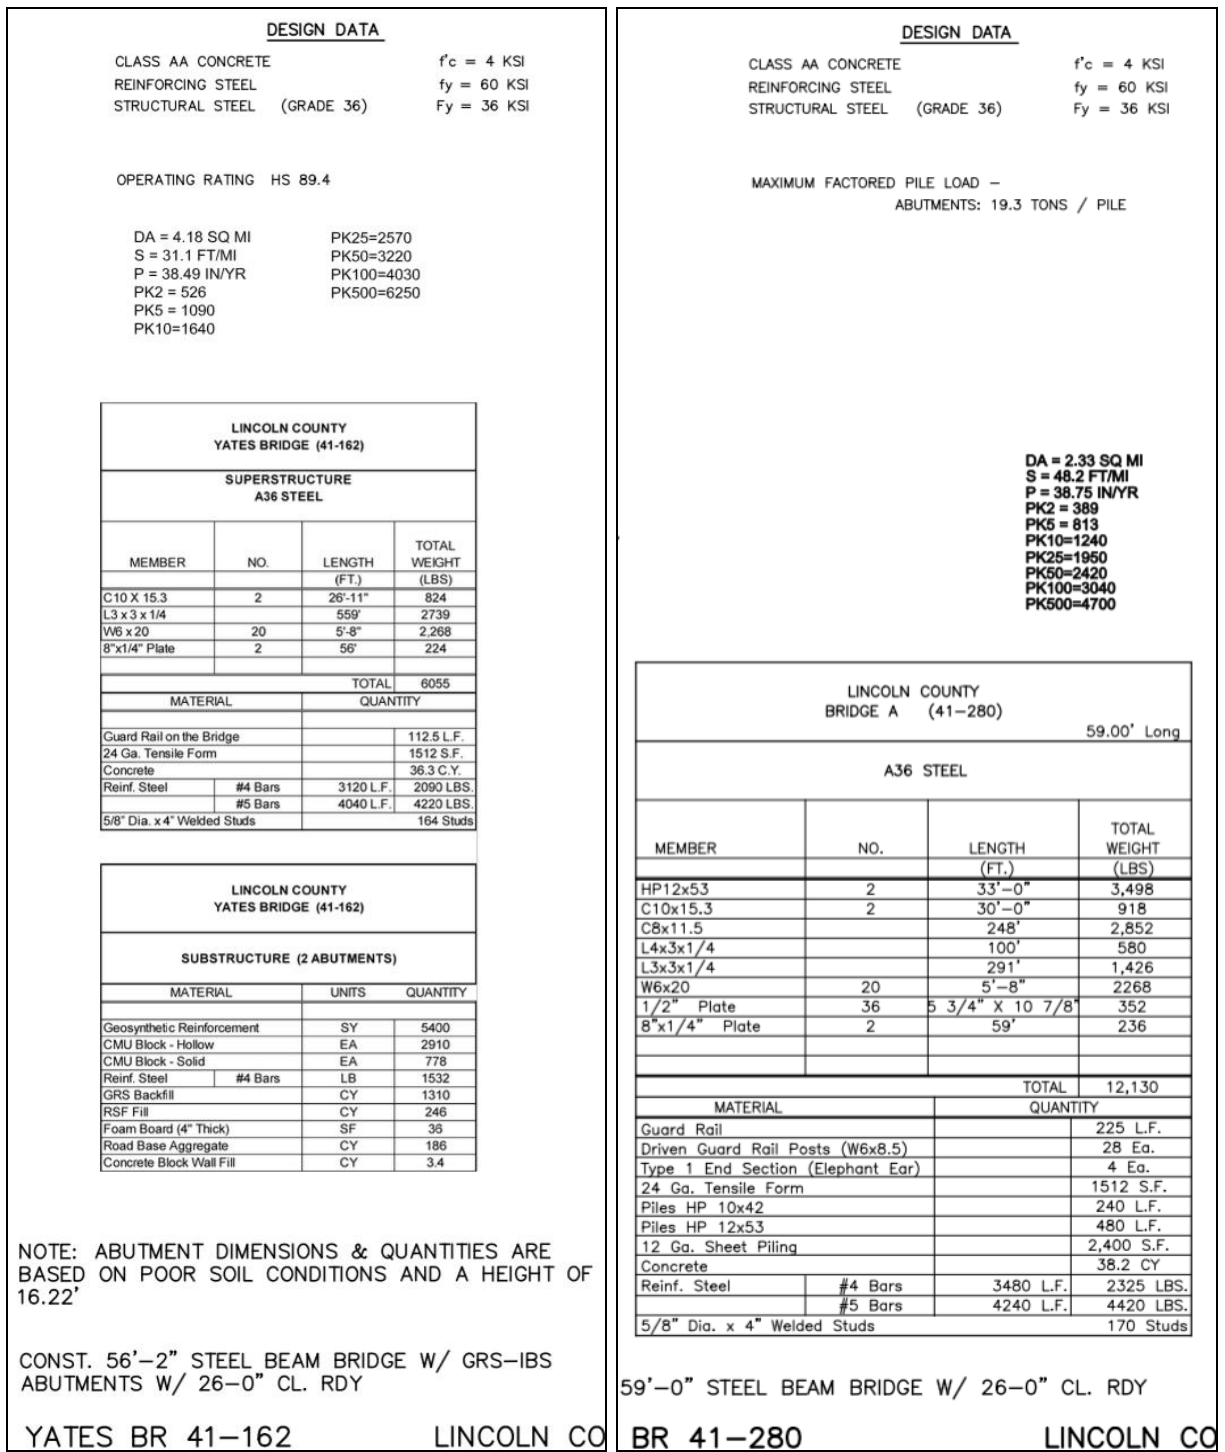 DESIGN DATA
CLASS AA CONCRETE f'c = 4 KSI
REINFORCING STEEL fy = 60 KSI
STRUCTURAL STEEL (GRADE 36) Fy = 36 KSI
OPERATING RATING HS 89.4
DA = 4.18 SQ MI PK25=2570
S = 31.1 FT/MI PK50=3220
P = 38.49 IN/YR PK100=4030
PK2 = 526 PK500=6250
PK5 = 1090
PK10=1640
LINCOLN COUNTY
YATES BRIDGE (41-162)
SUPERSTRUCTURE
A36 STEEL
TOTAL
MEMBER NO. LENGTH WEIGHT
(FT.) (LBS)
C10 X 15.3 2 26'-11" 824
L3 x 3 x 1/4 559' 2739
W6 x 20 20 5'-8" 2,268
8"x1/4" Plate 2 56' 224
TOTAL 6055
MATERIAL QUANTITY
Guard Rail on the Bridge 112.5 L.F.
24 Ga. Tensile Form 1512 S.F.
Concrete 36.3 C.Y.
Reinf. Steel #4 Bars 3120 L.F. 2090 LBS.
#5 Bars 4040 L.F. 4220 LBS.
5/8" Dia. x 4" Welded Studs 164 Studs
LINCOLN COUNTY
YATES BRIDGE (41-162)
SUBSTRUCTURE (2 ABUTMENTS)
MATERIAL UNITS QUANTITY
Geosynthetic Reinforcement SY 5400
CMU Block - Hollow EA 2910
CMU Block - Solid EA 778
Reinf. Steel #4 Bars LB 1532
GRS Backfill CY 1310
RSF Fill CY 246
Foam Board (4" Thick) SF 36
Road Base Aggregate CY 186
Concrete Block Wall Fill CY 3.4
NOTE: ABUTMENT DIMENSIONS & QUANTITIES ARE
BASED ON POOR SOIL CONDITIONS AND A HEIGHT OF
16.22'
CONST. 56'-2" STEEL BEAM BRIDGE W/ GRS-IBS
ABUTMENTS W/ 26-0" CL. RDY
YATES BR 41-162 LINCOLN CO
DESIGN DATA
CLASS AA CONCRETE f'c = 4 KSI
REINFORCING STEEL fy = 60 KSI
STRUCTURAL STEEL (GRADE 36) Fy = 36 KSI
MAXIMUM FACTORED PILE LOAD -
ABUTMENTS: 19.3 TONS / PILE
DA = 2.33 SQ MI
S = 48.2 FT/MI
P = 38.75 IN/YR
PK2 = 389
PK5 = 813
PK10=1240
PK25=1950
PK50=2420
PK100=3040
PK500=4700
LINCOLN COUNTY
BRIDGE A (41-280)
59.00' Long
A36 STEEL
TOTAL
MEMBER NO. LENGTH WEIGHT
(FT.) (LBS)
HP12x53 2 33'-0" 3,498
C10x15.3 2 30'-0" 918
C8x11.5 248' 2,852
L4x3x1/4 100' 580
L3x3x1/4 291' 1,426
W6x20 20 5'-8" 2268
1/2" Plate 36 5 3/4" X 10 7/8" 352
8"x1/4" Plate 2 59' 236
TOTAL 12,130
MATERIAL QUANTITY
Guard Rail 225 L.F.
Driven Guard Rail Posts (W6x8.5) 28 Ea.
Type 1 End Section (Elephant Ear) 4 Ea.
24 Ga. Tensile Form 1512 S.F.
Piles HP 10x42 240 L.F.
Piles HP 12x53 480 L.F.
12 Ga. Sheet Piling 2,400 S.F.
Concrete 38.2 CY
Reinf. Steel #4 Bars 3480 L.F. 2325 LBS.
#5 Bars 4240 L.F. 4420 LBS.
5/8" Dia. x 4" Welded Studs 170 Studs
59'-0" STEEL BEAM BRIDGE W/ 26-0" CL. RDY
BR 41-280 LINCOLN CO